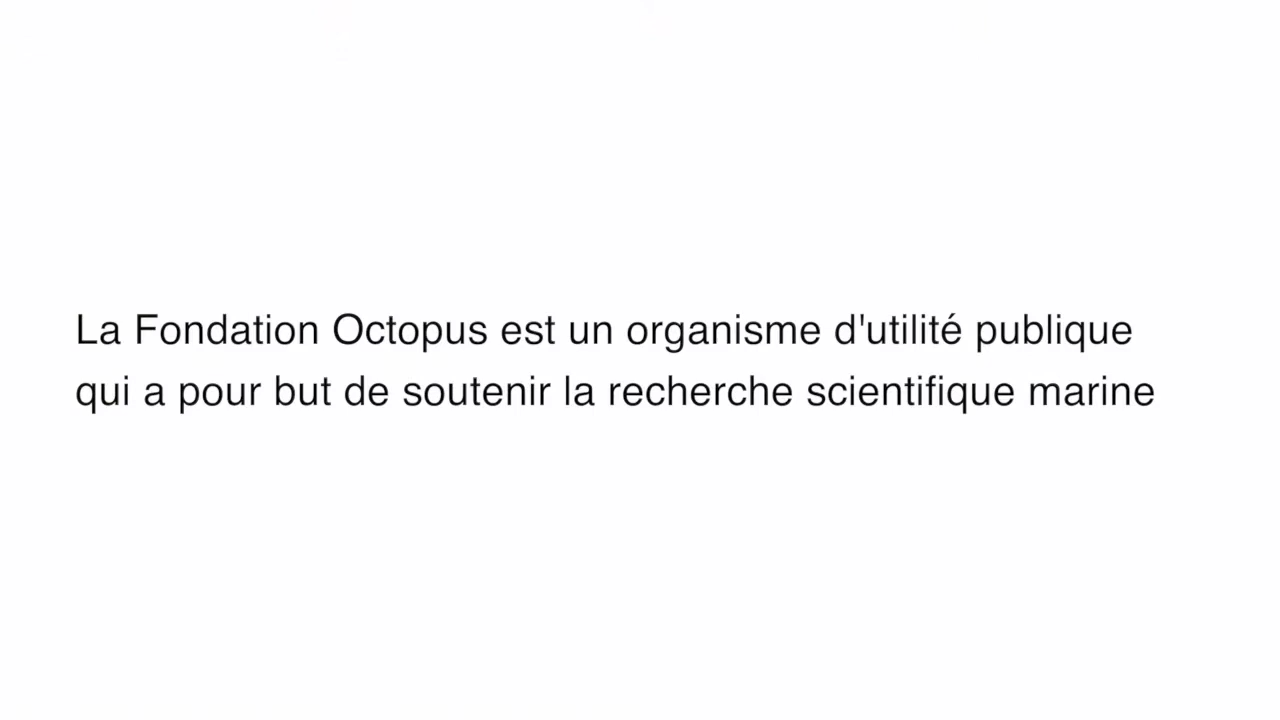 La Fondation Octopus est un organisme d'utilité publique
qui a pour but de soutenir la recherche scientifique marine